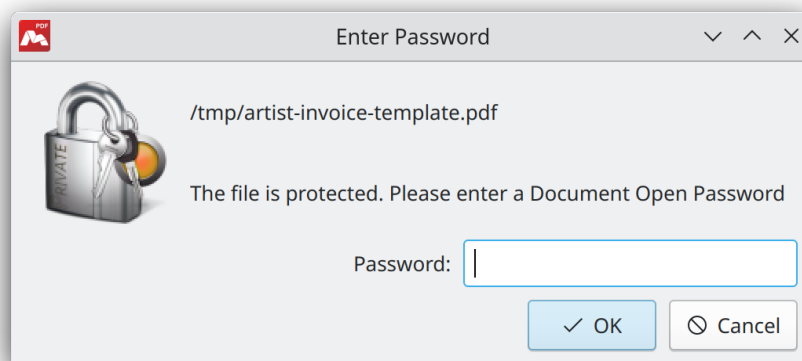 PDF
Enter Password
/tmp/artist-invoice-template.pdf
PRIVATE
The file is protected. Please enter a Document Open Password
Password:
OK
Cancel